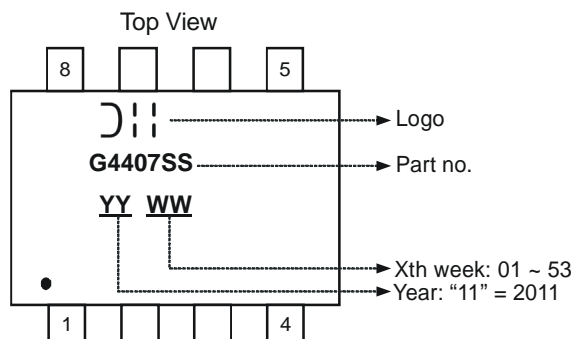 Top View
8 5
Logo
G4407SS Part no.
YY WW
Xth week: 01 ~ 53
Year: “11” = 2011
1 4